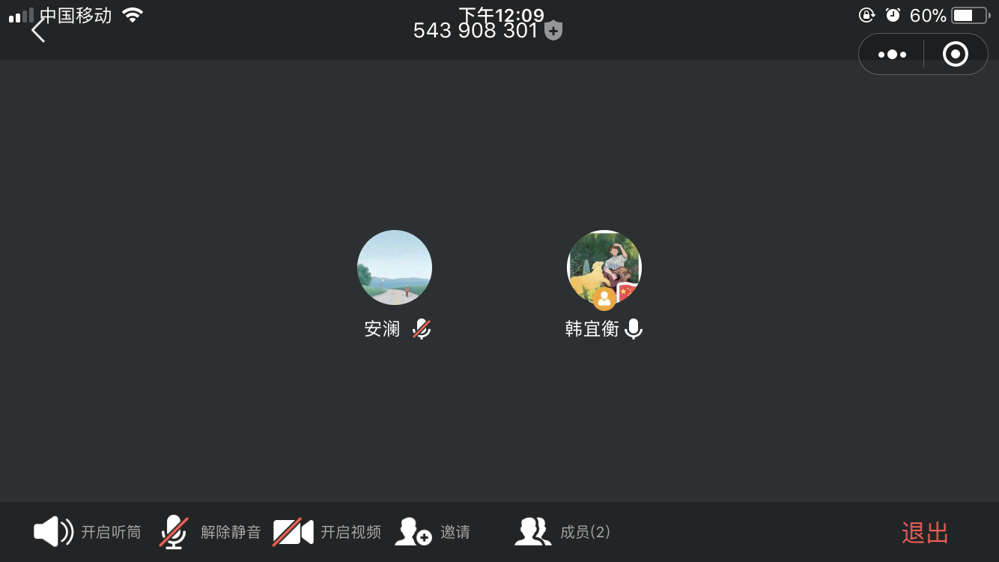 中国移动
下午12:09
60%
543 908 301
安澜
韩宜衡
开启听筒
解除静音
开启视频
邀请
成员(2)
退出